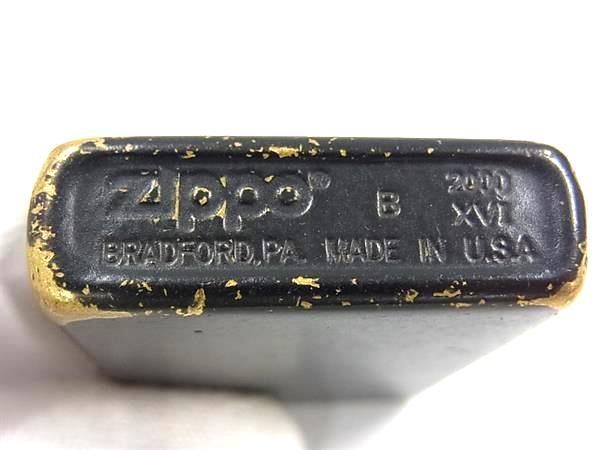 Zippo® B 2000
XVI
BRADFORD, PA. MADE IN U.S.A